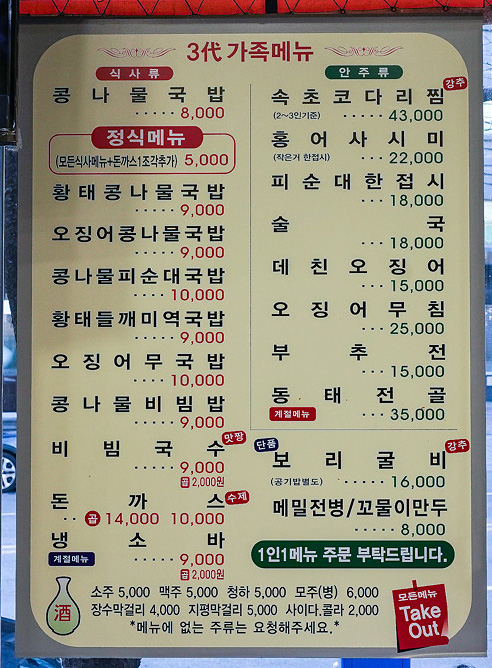 3代 가족메뉴
식사류
콩나물국밥
····· 8,000
정식메뉴
(모든식사메뉴+돈까스1조각추가) 5,000
황태콩나물국밥
····· 9,000
오징어콩나물국밥
····· 9,000
콩나물피순대국밥
····· 10,000
황태들깨미역국밥
····· 9,000
오징어무국밥
····· 10,000
콩나물비빔밥
····· 9,000
맛짱
비빔국수
····· 9,000
곱 2,000원
돈까스 수제
·· 곱 14,000 10,000
냉소바
계절메뉴 ····· 9,000
곱 2,000원
안주류
강추
속초코다리찜
(2~3인기준) ····· 43,000
홍어사시미
(작은거 한접시) ··· 22,000
피순대한접시
··· 18,000
술국
··· 18,000
데친오징어
··· 15,000
오징어무침
··· 25,000
부추전
··· 15,000
동태전골
계절메뉴 ··· 35,000
단품 강추
보리굴비
(공기밥별도) ····· 16,000
메밀전병/꼬물이만두
····· 8,000
1인1메뉴 주문 부탁드립니다.
酒
소주 5,000 맥주 5,000 청하 5,000 모주(병) 6,000
장수막걸리 4,000 지평막걸리 5,000 사이다.콜라 2,000
*메뉴에 없는 주류는 요청해주세요.*
모든메뉴
Take
Out